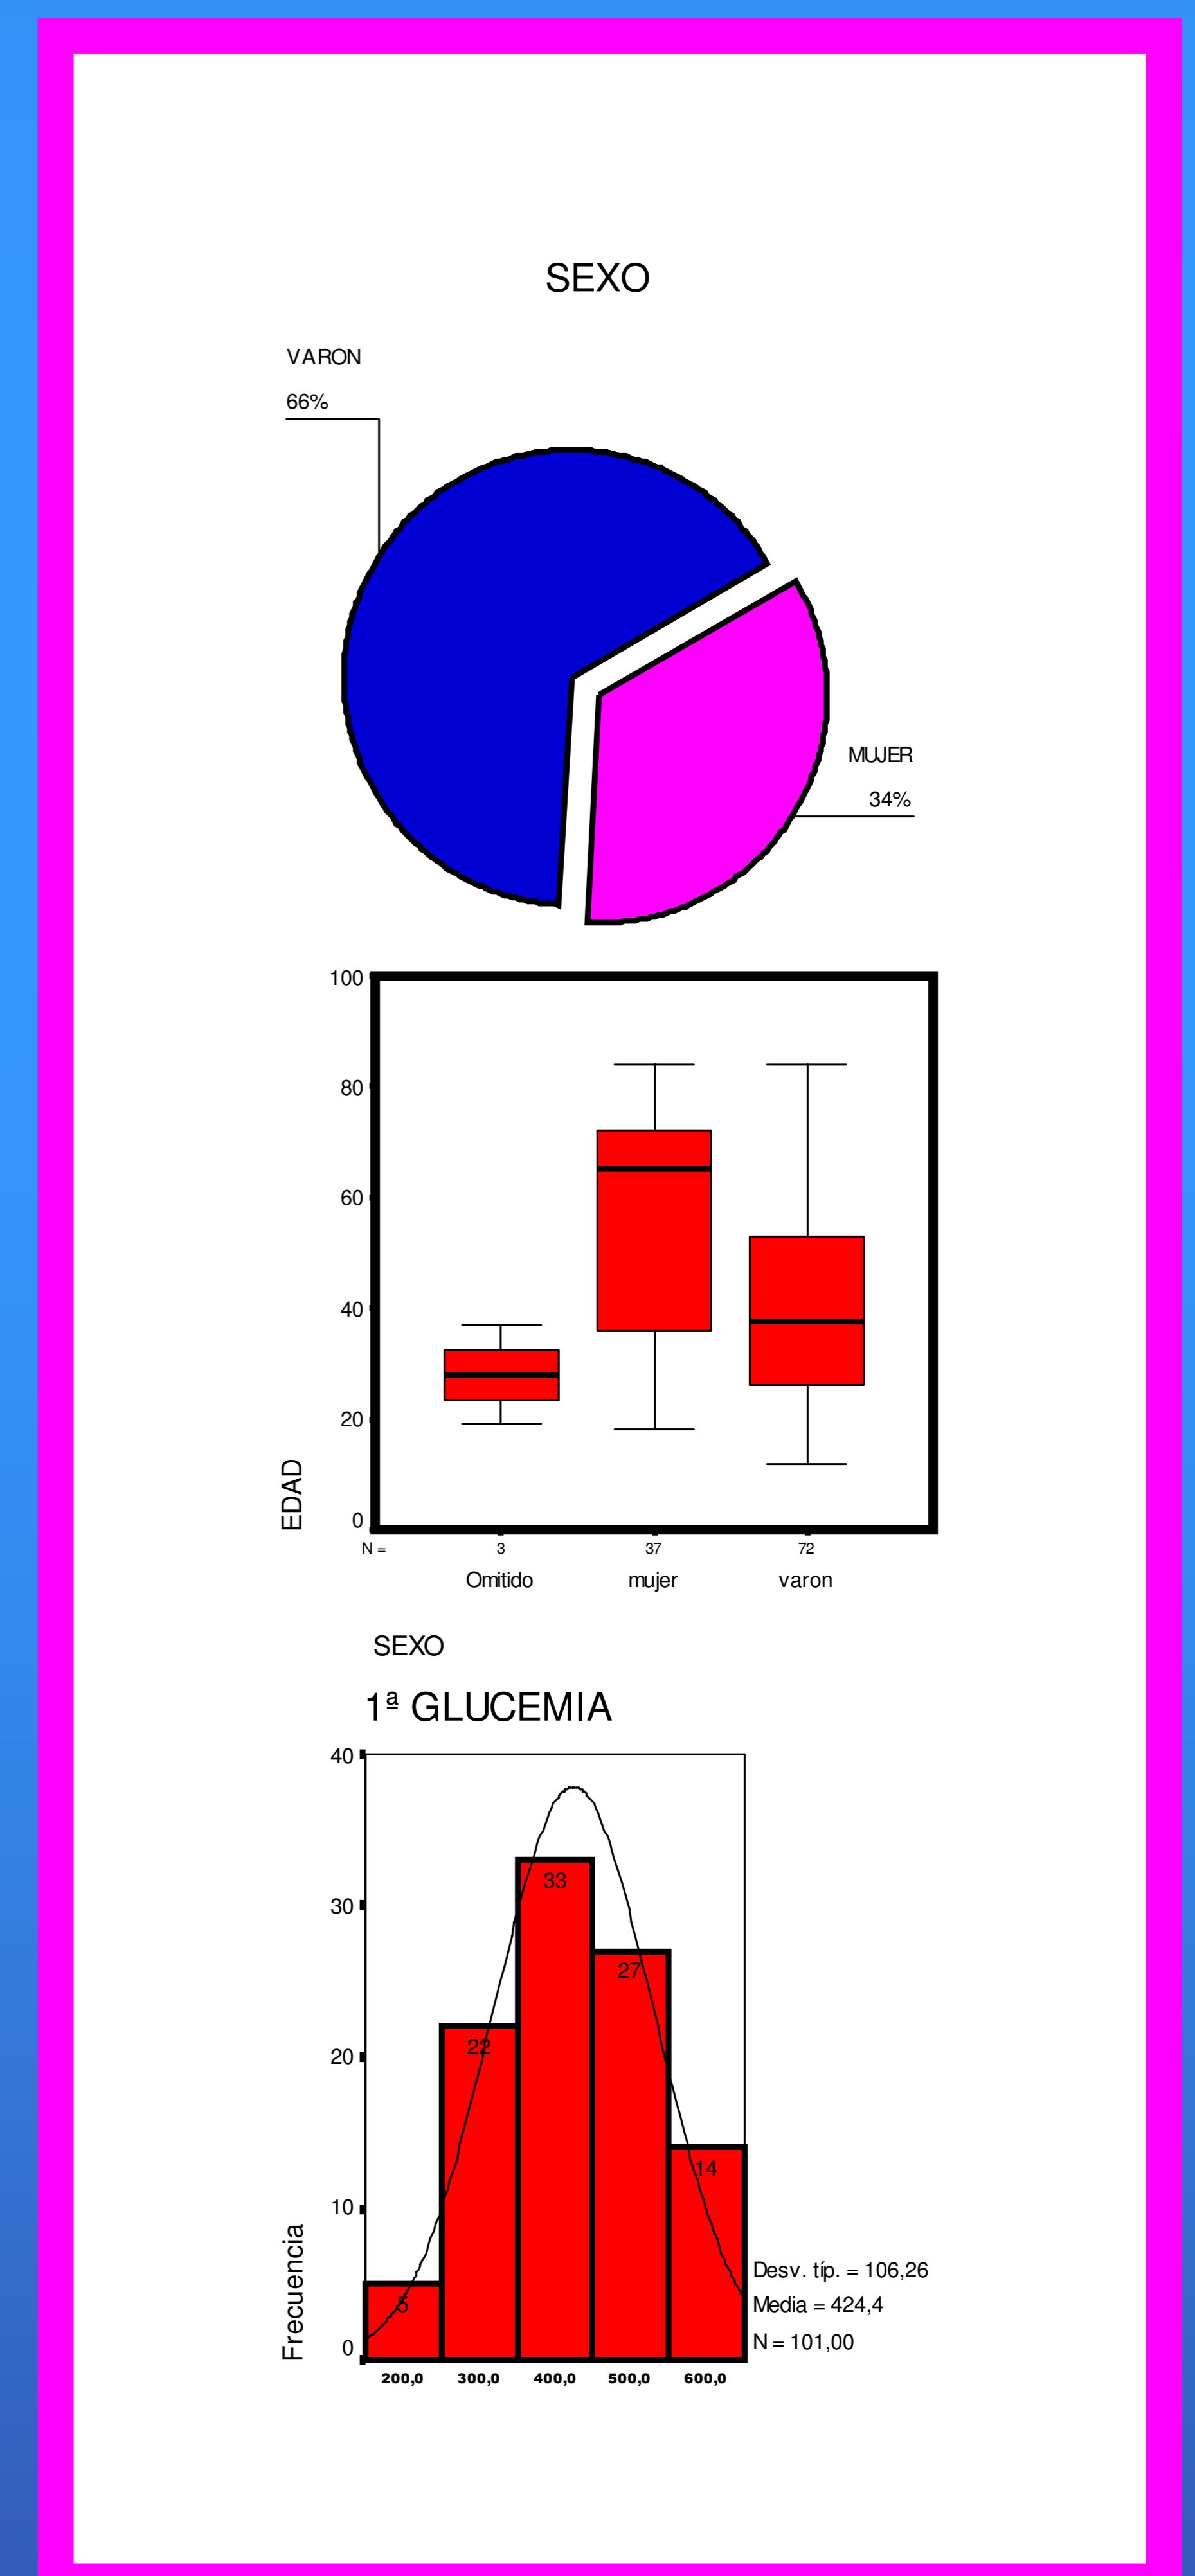 SEXO
VARON
66%
MUJER
34%
100
80
60
40
20
0
EDAD
N = 3 37 72
Omitido mujer varon
SEXO
1ª GLUCEMIA
40
30
20
10
0
Frecuencia
33
27
22
14
5
Desv. típ. = 106,26
Media = 424,4
N = 101,00
200,0 300,0 400,0 500,0 600,0